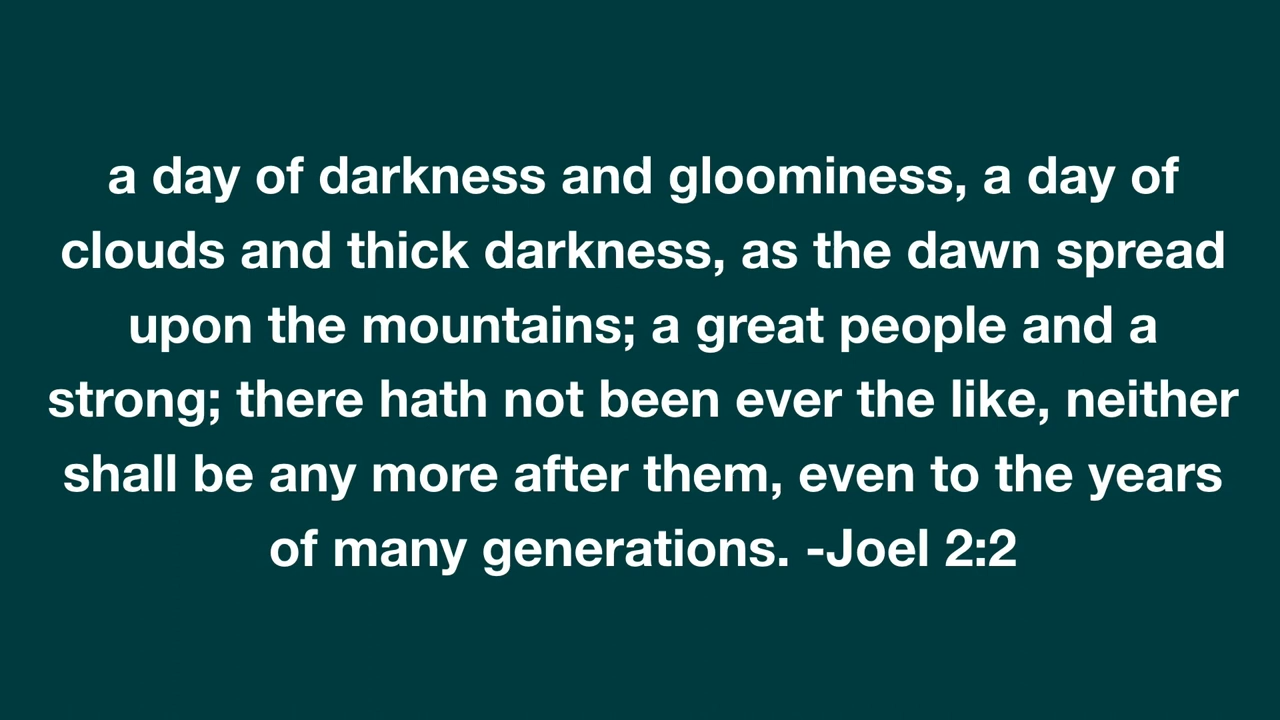 a day of darkness and gloominess, a day of
clouds and thick darkness, as the dawn spread
upon the mountains; a great people and a
strong; there hath not been ever the like, neither
shall be any more after them, even to the years
of many generations. -Joel 2:2